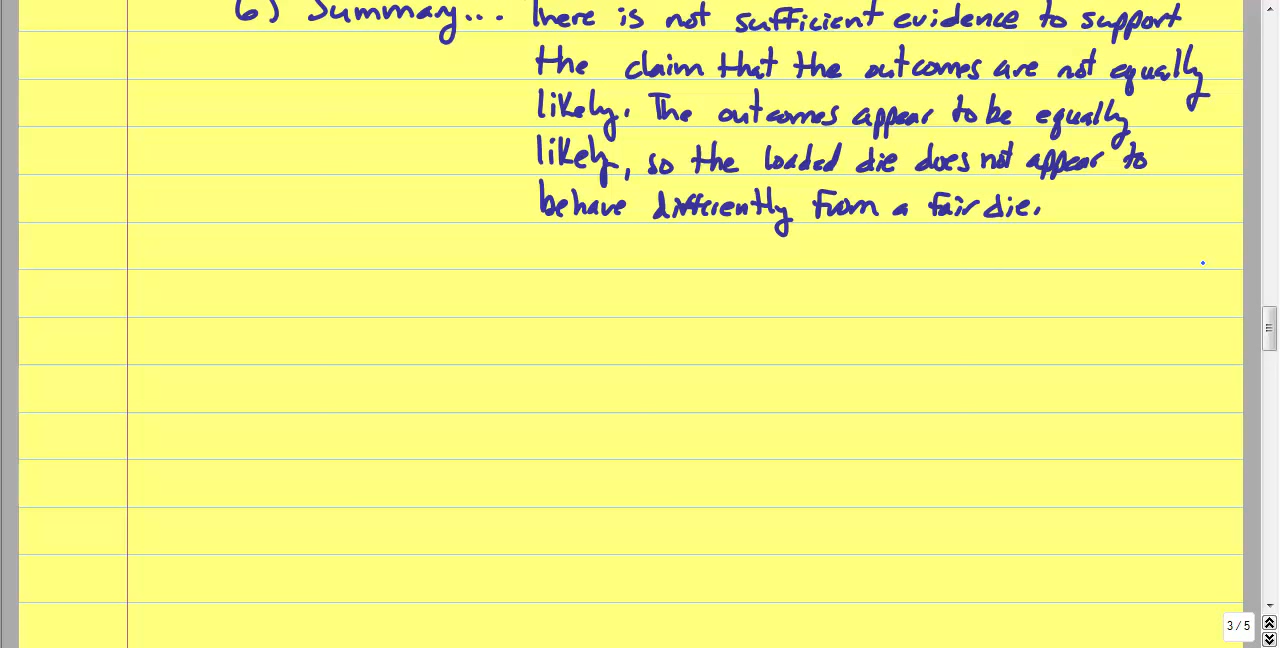 6) Summary... There is not sufficient evidence to support
the claim that the outcomes are not equally
likely. The outcomes appear to be equally
likely, so the loaded die does not appear to
behave differently from a fair die.
3 / 5